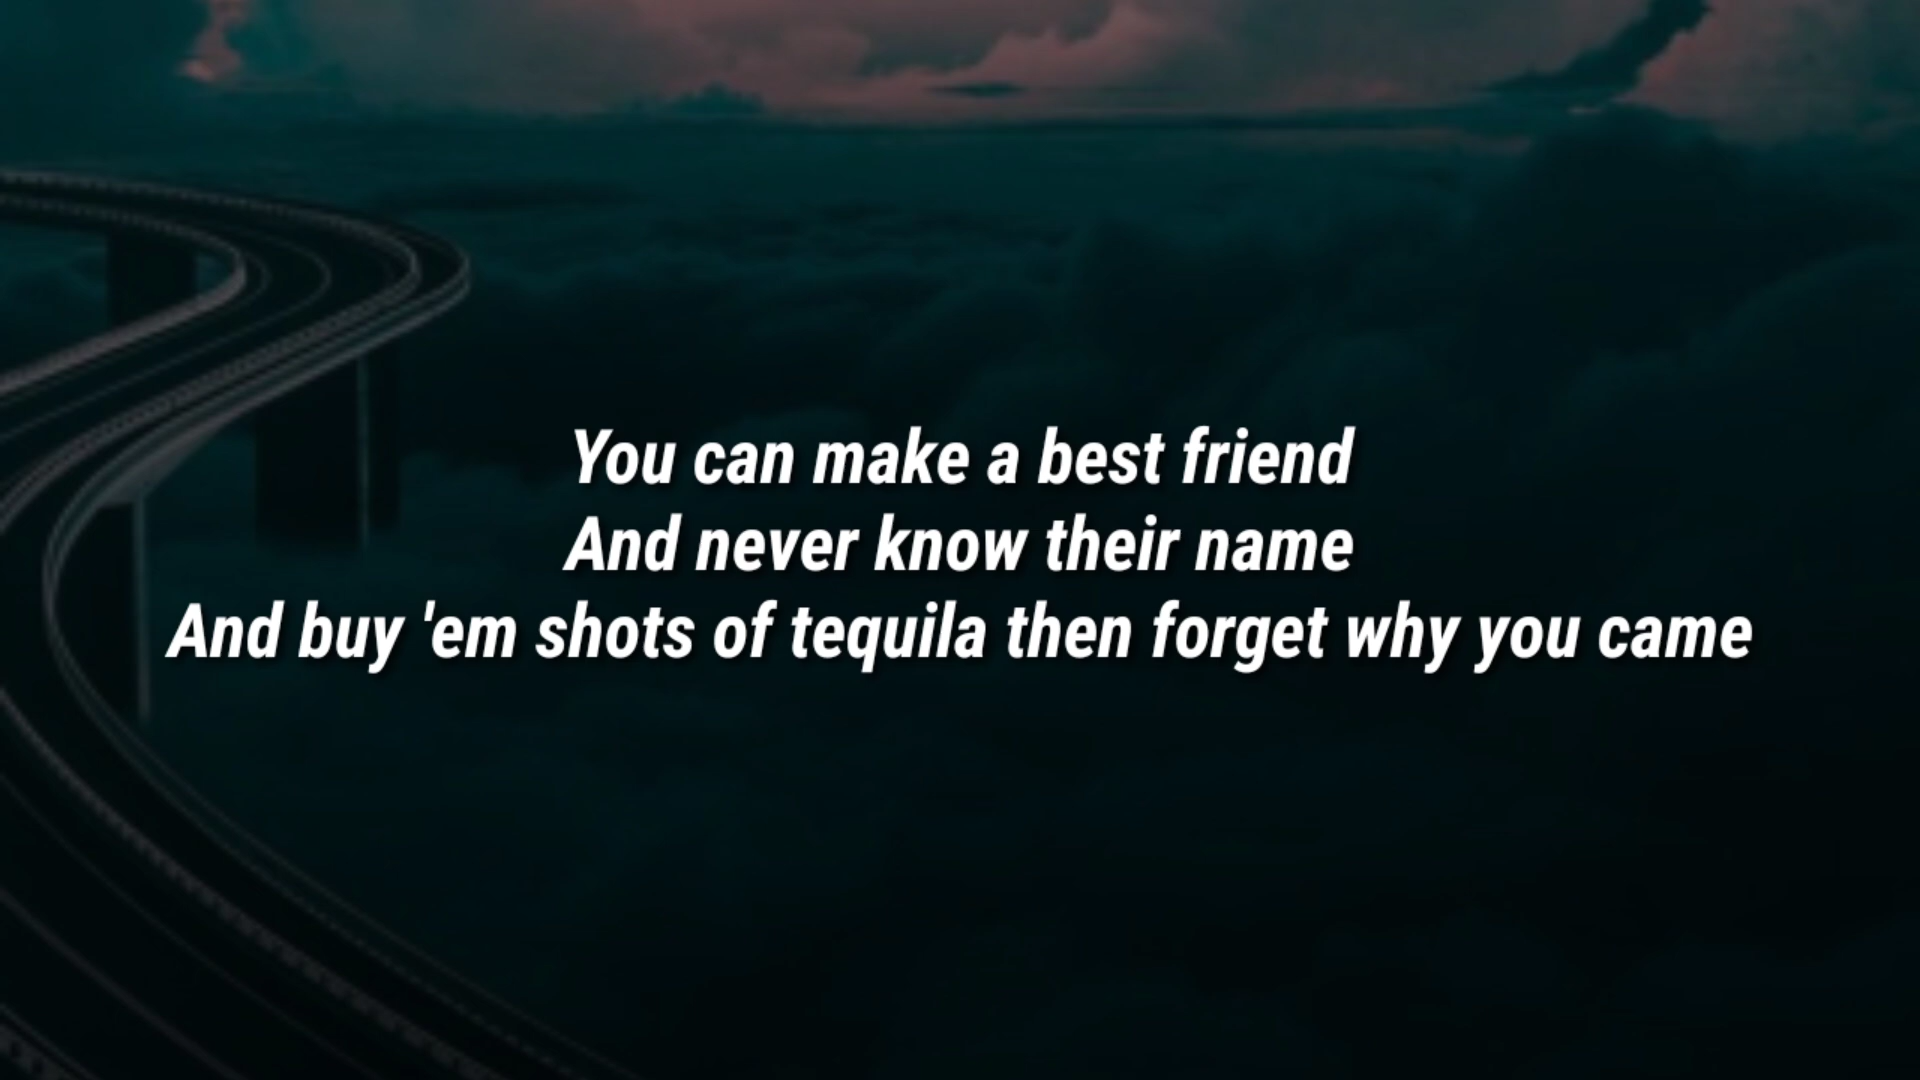 You can make a best friend
And never know their name
And buy 'em shots of tequila then forget why you came